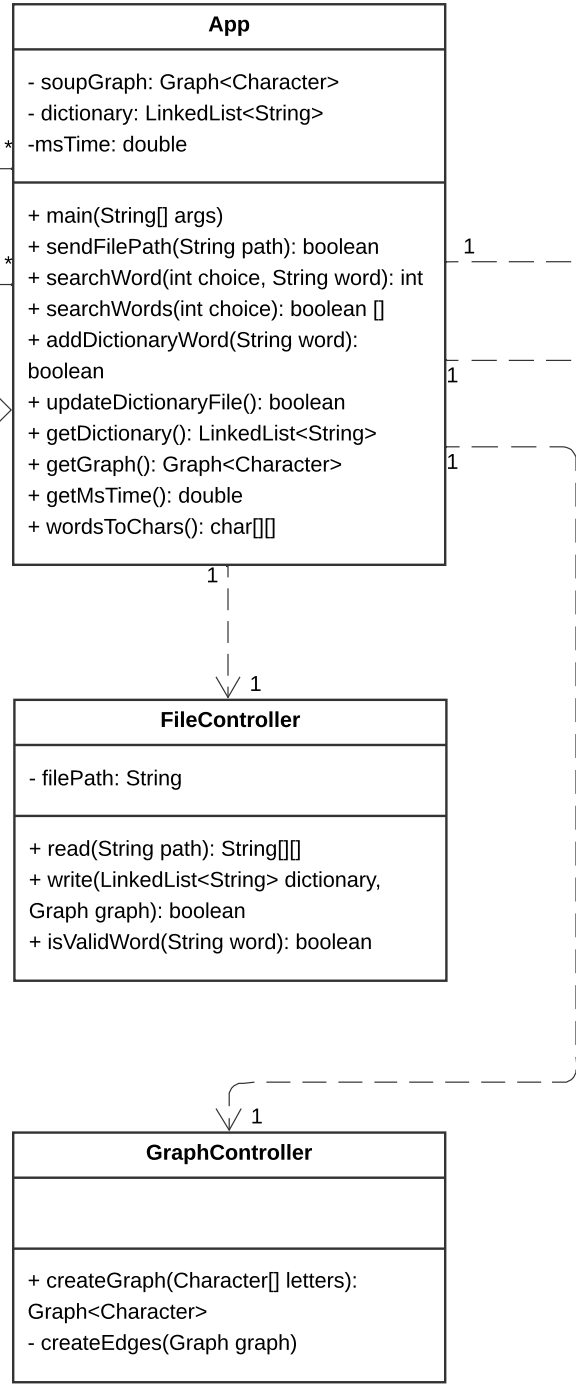 App
- soupGraph: Graph<Character>
- dictionary: LinkedList<String>
-msTime: double
*
+ main(String[] args)
+ sendFilePath(String path): boolean
1
*
+ searchWord(int choice, String word): int
+ searchWords(int choice): boolean []
+ addDictionaryWord(String word):
boolean
1
+ updateDictionaryFile(): boolean
+ getDictionary(): LinkedList<String>
+ getGraph(): Graph<Character>
1
+ getMsTime(): double
+ wordsToChars(): char[][]
1
1
FileController
- filePath: String
+ read(String path): String[][]
+ write(LinkedList<String> dictionary,
Graph graph): boolean
+ isValidWord(String word): boolean
1
GraphController
+ createGraph(Character[] letters):
Graph<Character>
- createEdges(Graph graph)